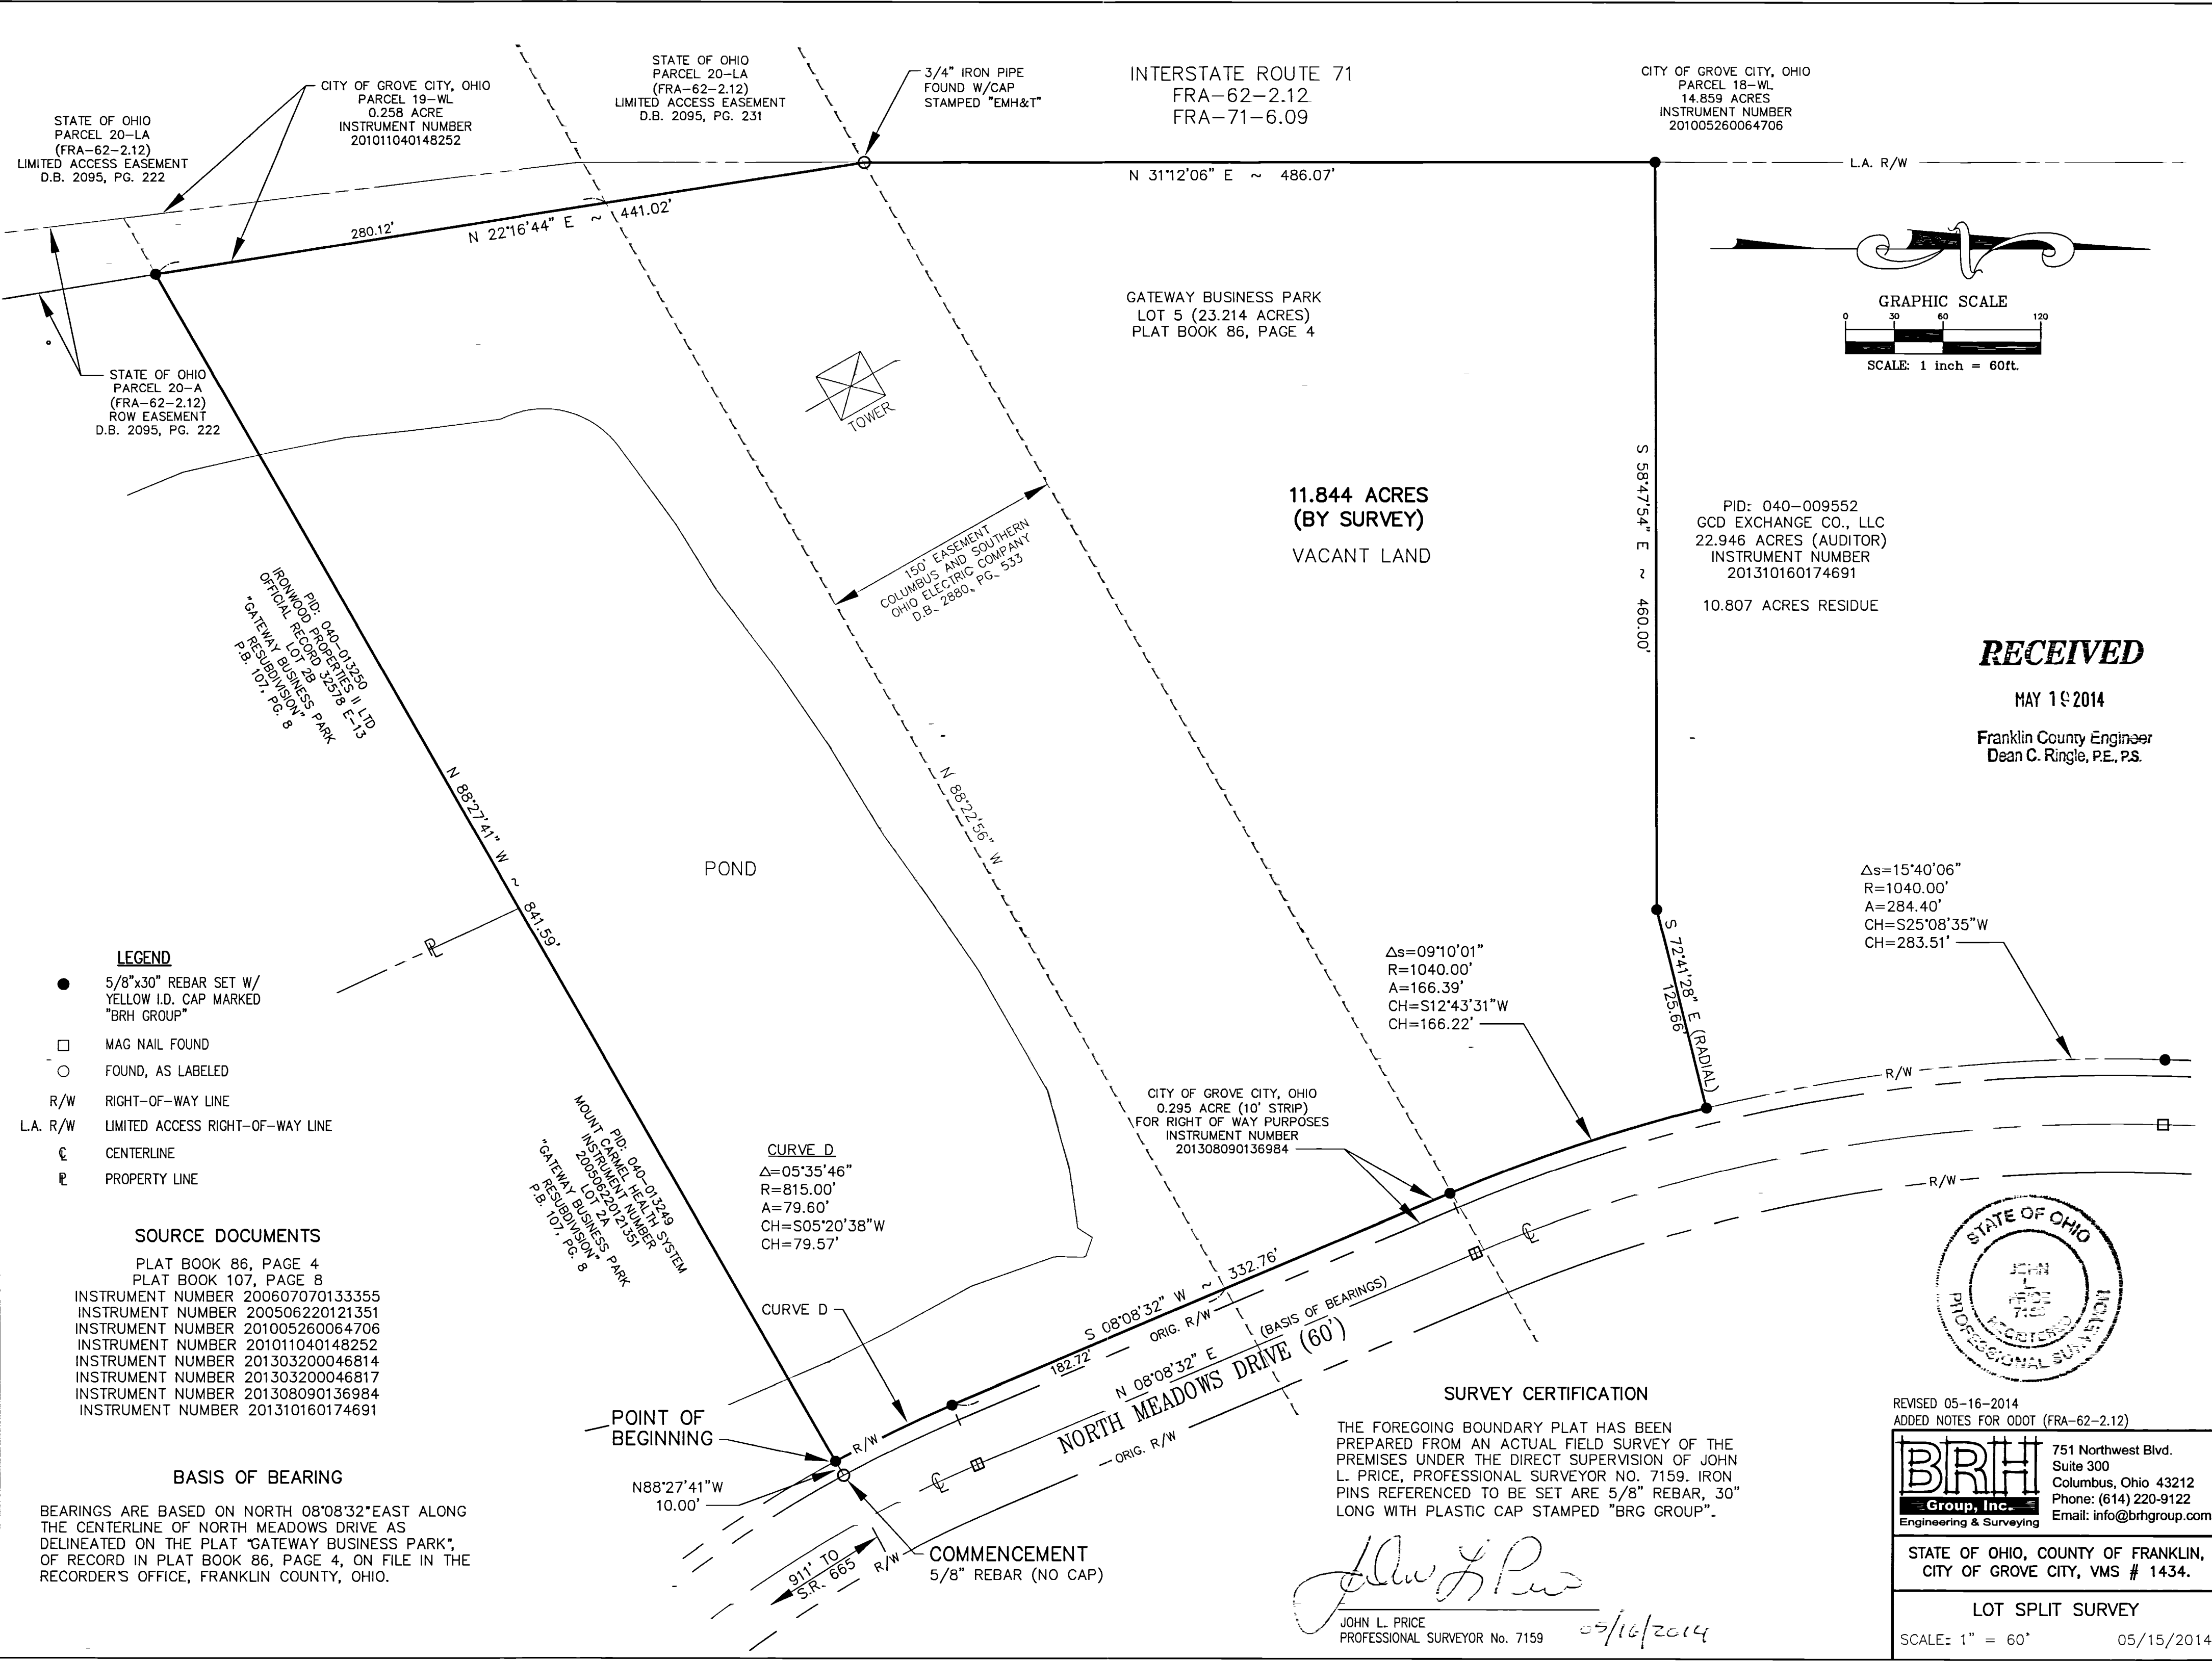 STATE OF OHIO
PARCEL 20-LA
(FRA-62-2.12)
LIMITED ACCESS EASEMENT
D.B. 2095, PG. 222
CITY OF GROVE CITY, OHIO
PARCEL 19-WL
0.258 ACRE
INSTRUMENT NUMBER
201011040148252
STATE OF OHIO
PARCEL 20-LA
(FRA-62-2.12)
LIMITED ACCESS EASEMENT
D.B. 2095, PG. 231
3/4" IRON PIPE
FOUND W/CAP
STAMPED "EMH&T"
INTERSTATE ROUTE 71
FRA-62-2.12
FRA-71-6.09
CITY OF GROVE CITY, OHIO
PARCEL 18-WL
14.859 ACRES
INSTRUMENT NUMBER
201005260064706
L.A. R/W
N 31°12'06" E ~ 486.07'
280.12'
N 22°16'44" E ~ 441.02'
GRAPHIC SCALE
0 30 60 120
SCALE: 1 inch = 60ft.
GATEWAY BUSINESS PARK
LOT 5 (23.214 ACRES)
PLAT BOOK 86, PAGE 4
STATE OF OHIO
PARCEL 20-A
(FRA-62-2.12)
ROW EASEMENT
D.B. 2095, PG. 222
TOWER
11.844 ACRES
(BY SURVEY)
VACANT LAND
S 58°47'54" E ~ 460.00'
PID: 040-009552
GCD EXCHANGE CO., LLC
22.946 ACRES (AUDITOR)
INSTRUMENT NUMBER
201310160174691
10.807 ACRES RESIDUE
150' EASEMENT
COLUMBUS AND SOUTHERN
OHIO ELECTRIC COMPANY
D.B. 2880, PG. 533
PID: 040-013250
IRONWOOD PROPERTIES II LTD
OFFICIAL RECORD 32578 E-13
LOT 2B
"GATEWAY BUSINESS PARK
RESUBDIVISION"
P.B. 107, PG. 8
RECEIVED
MAY 19 2014
Franklin County Engineer
Dean C. Ringle, P.E., P.S.
N 88°27'41" W ~ 841.59'
N 88°22'56" W
POND
Δs=15°40'06"
R=1040.00'
A=284.40'
CH=S25°08'35"W
CH=283.51'
Δs=09°10'01"
R=1040.00'
A=166.39'
CH=S12°43'31"W
CH=166.22'
S 72°41'28" E (RADIAL)
125.66'
LEGEND
5/8"x30" REBAR SET W/
YELLOW I.D. CAP MARKED
"BRH GROUP"
MAG NAIL FOUND
FOUND, AS LABELED
R/W RIGHT-OF-WAY LINE
L.A. R/W LIMITED ACCESS RIGHT-OF-WAY LINE
℄ CENTERLINE
⅊ PROPERTY LINE
⅊
R/W
CITY OF GROVE CITY, OHIO
0.295 ACRE (10' STRIP)
FOR RIGHT OF WAY PURPOSES
INSTRUMENT NUMBER
201308090136984
PID: 040-013249
MOUNT CARMEL HEALTH SYSTEM
INSTRUMENT NUMBER
200506220121351
LOT 2A
"GATEWAY BUSINESS PARK
RESUBDIVISION"
P.B. 107, PG. 8
CURVE D
Δ=05°35'46"
R=815.00'
A=79.60'
CH=S05°20'38"W
CH=79.57'
CURVE D
R/W
℄
STATE OF OHIO
JOHN
L.
PRICE
7159
REGISTERED
PROFESSIONAL SURVEYOR
SOURCE DOCUMENTS
PLAT BOOK 86, PAGE 4
PLAT BOOK 107, PAGE 8
INSTRUMENT NUMBER 200607070133355
INSTRUMENT NUMBER 200506220121351
INSTRUMENT NUMBER 201005260064706
INSTRUMENT NUMBER 201011040148252
INSTRUMENT NUMBER 201303200046814
INSTRUMENT NUMBER 201303200046817
INSTRUMENT NUMBER 201308090136984
INSTRUMENT NUMBER 201310160174691
S 08°08'32" W ~ 332.76'
182.72'
ORIG. R/W
N 08°08'32" E (BASIS OF BEARINGS)
NORTH MEADOWS DRIVE (60')
ORIG. R/W
R/W
℄
R/W
POINT OF
BEGINNING
N88°27'41"W
10.00'
BASIS OF BEARING
BEARINGS ARE BASED ON NORTH 08°08'32"EAST ALONG
THE CENTERLINE OF NORTH MEADOWS DRIVE AS
DELINEATED ON THE PLAT "GATEWAY BUSINESS PARK",
OF RECORD IN PLAT BOOK 86, PAGE 4, ON FILE IN THE
RECORDER'S OFFICE, FRANKLIN COUNTY, OHIO.
911' TO
S.R. 665
COMMENCEMENT
5/8" REBAR (NO CAP)
SURVEY CERTIFICATION
THE FOREGOING BOUNDARY PLAT HAS BEEN
PREPARED FROM AN ACTUAL FIELD SURVEY OF THE
PREMISES UNDER THE DIRECT SUPERVISION OF JOHN
L. PRICE, PROFESSIONAL SURVEYOR NO. 7159. IRON
PINS REFERENCED TO BE SET ARE 5/8" REBAR, 30"
LONG WITH PLASTIC CAP STAMPED "BRG GROUP".
John L Price
JOHN L. PRICE
PROFESSIONAL SURVEYOR No. 7159
05/16/2014
REVISED 05-16-2014
ADDED NOTES FOR ODOT (FRA-62-2.12)
BRH
Group, Inc.
Engineering & Surveying
751 Northwest Blvd.
Suite 300
Columbus, Ohio 43212
Phone: (614) 220-9122
Email: info@brhgroup.com
STATE OF OHIO, COUNTY OF FRANKLIN,
CITY OF GROVE CITY, VMS # 1434.
LOT SPLIT SURVEY
SCALE: 1" = 60' 05/15/2014